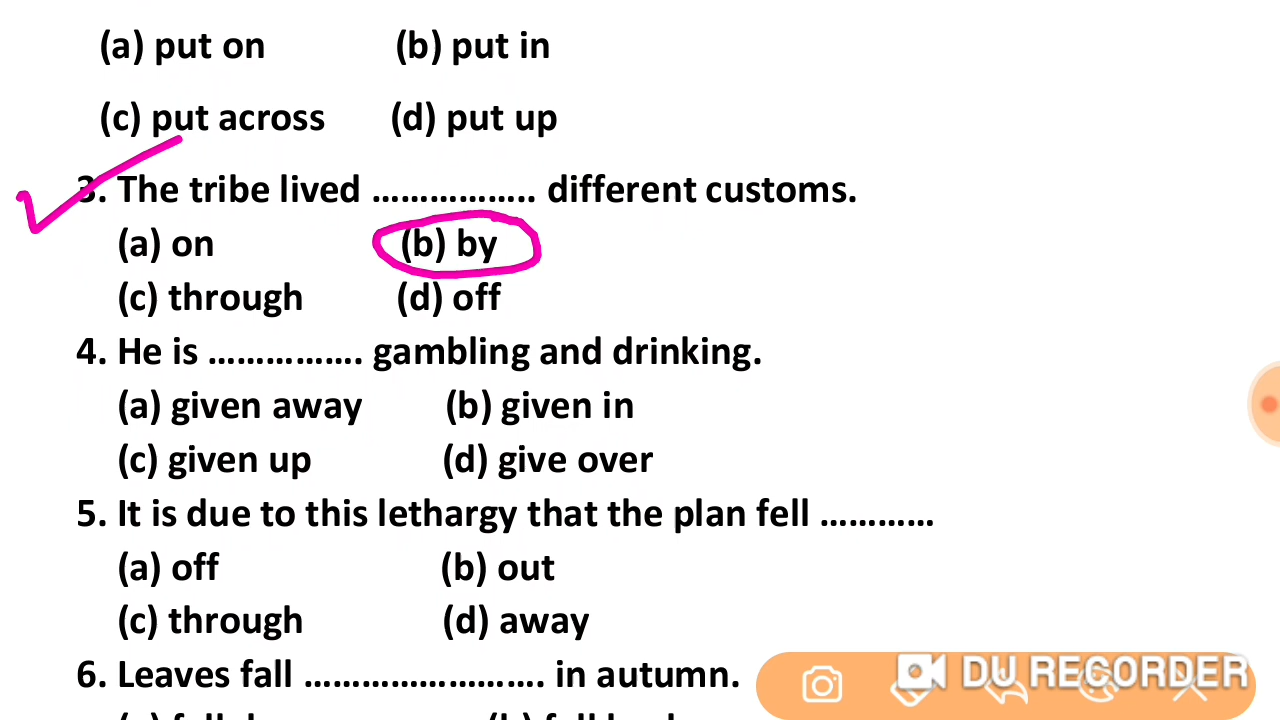 (a) put on (b) put in
(c) put across (d) put up
3. The tribe lived ................. different customs.
(a) on (b) by
(c) through (d) off
4. He is ................ gambling and drinking.
(a) given away (b) given in
(c) given up (d) give over
5. It is due to this lethargy that the plan fell ............
(a) off (b) out
(c) through (d) away
6. Leaves fall ......................... in autumn.
DU RECORDER